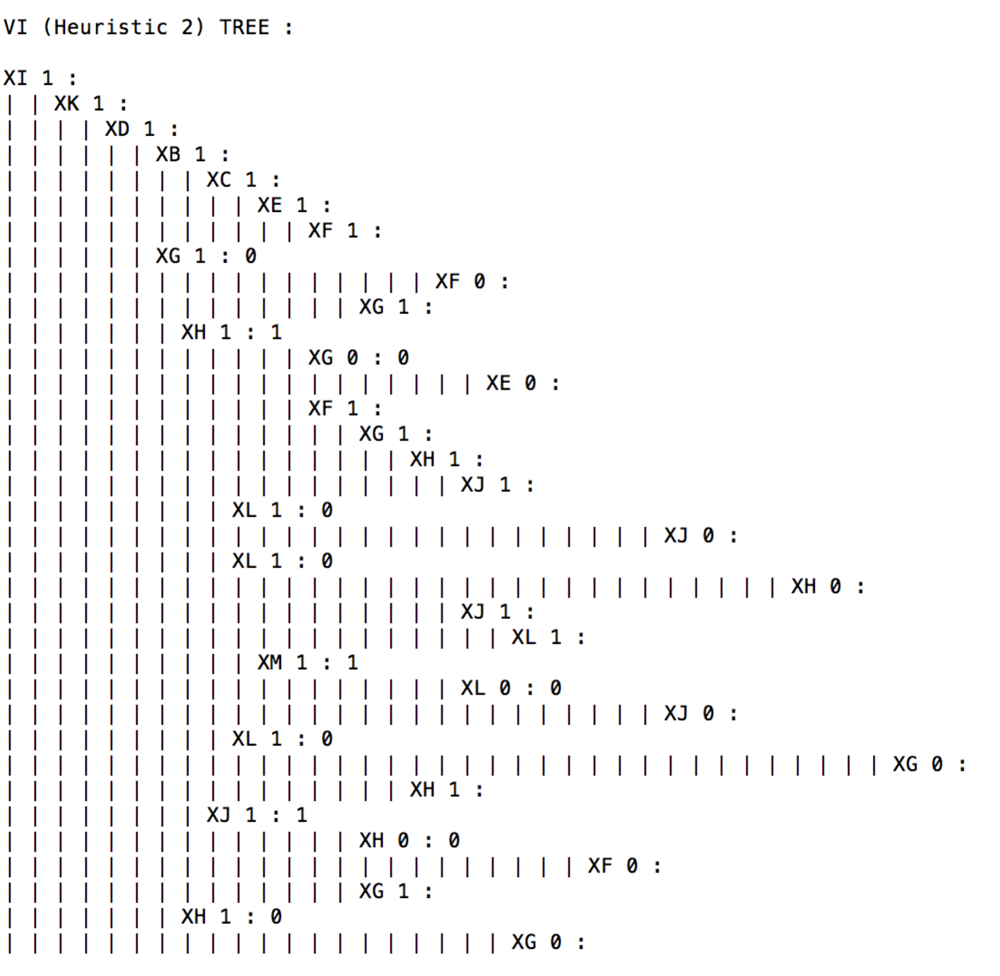 VI (Heuristic 2) TREE :
XI 1 :
| | XK 1 :
| | | | XD 1 :
| | | | | | XB 1 :
| | | | | | | | XC 1 :
| | | | | | | | | | XE 1 :
| | | | | | | | | | | | XF 1 :
| | | | | | XG 1 : 0
| | | | | | | | | | | | | | | | | XF 0 :
| | | | | | | | | | | | | | XG 1 :
| | | | | | | XH 1 : 1
| | | | | | | | | | | | XG 0 : 0
| | | | | | | | | | | | | | | | | | | XE 0 :
| | | | | | | | | | | | XF 1 :
| | | | | | | | | | | | | | XG 1 :
| | | | | | | | | | | | | | | | XH 1 :
| | | | | | | | | | | | | | | | | | XJ 1 :
| | | | | | | | | XL 1 : 0
| | | | | | | | | | | | | | | | | | | | | | | | | | XJ 0 :
| | | | | | | | | XL 1 : 0
| | | | | | | | | | | | | | | | | | | | | | | | | | | | | | | XH 0 :
| | | | | | | | | | | | | | | | | | XJ 1 :
| | | | | | | | | | | | | | | | | | | | XL 1 :
| | | | | | | | | | XM 1 : 1
| | | | | | | | | | | | | | | | | | XL 0 : 0
| | | | | | | | | | | | | | | | | | | | | | | | | | XJ 0 :
| | | | | | | | | XL 1 : 0
| | | | | | | | | | | | | | | | | | | | | | | | | | | | | | | | | | | XG 0 :
| | | | | | | | | | | | | | | | XH 1 :
| | | | | | | | XJ 1 : 1
| | | | | | | | | | | | | | XH 0 : 0
| | | | | | | | | | | | | | | | | | | | | | | XF 0 :
| | | | | | | | | | | | | | XG 1 :
| | | | | | | XH 1 : 0
| | | | | | | | | | | | | | | | | | | | XG 0 :